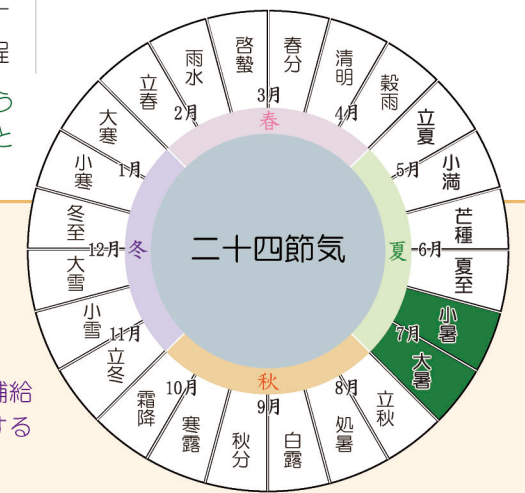 程
う
と
補給
する
二十四節気
春
夏
秋
冬
立春
雨水
2月
啓蟄
春分
3月
清明
穀雨
4月
立夏
小満
5月
芒種
夏至
6月
小暑
大暑
7月
立秋
処暑
8月
白露
秋分
9月
寒露
霜降
10月
立冬
小雪
11月
大雪
冬至
12月
小寒
大寒
1月